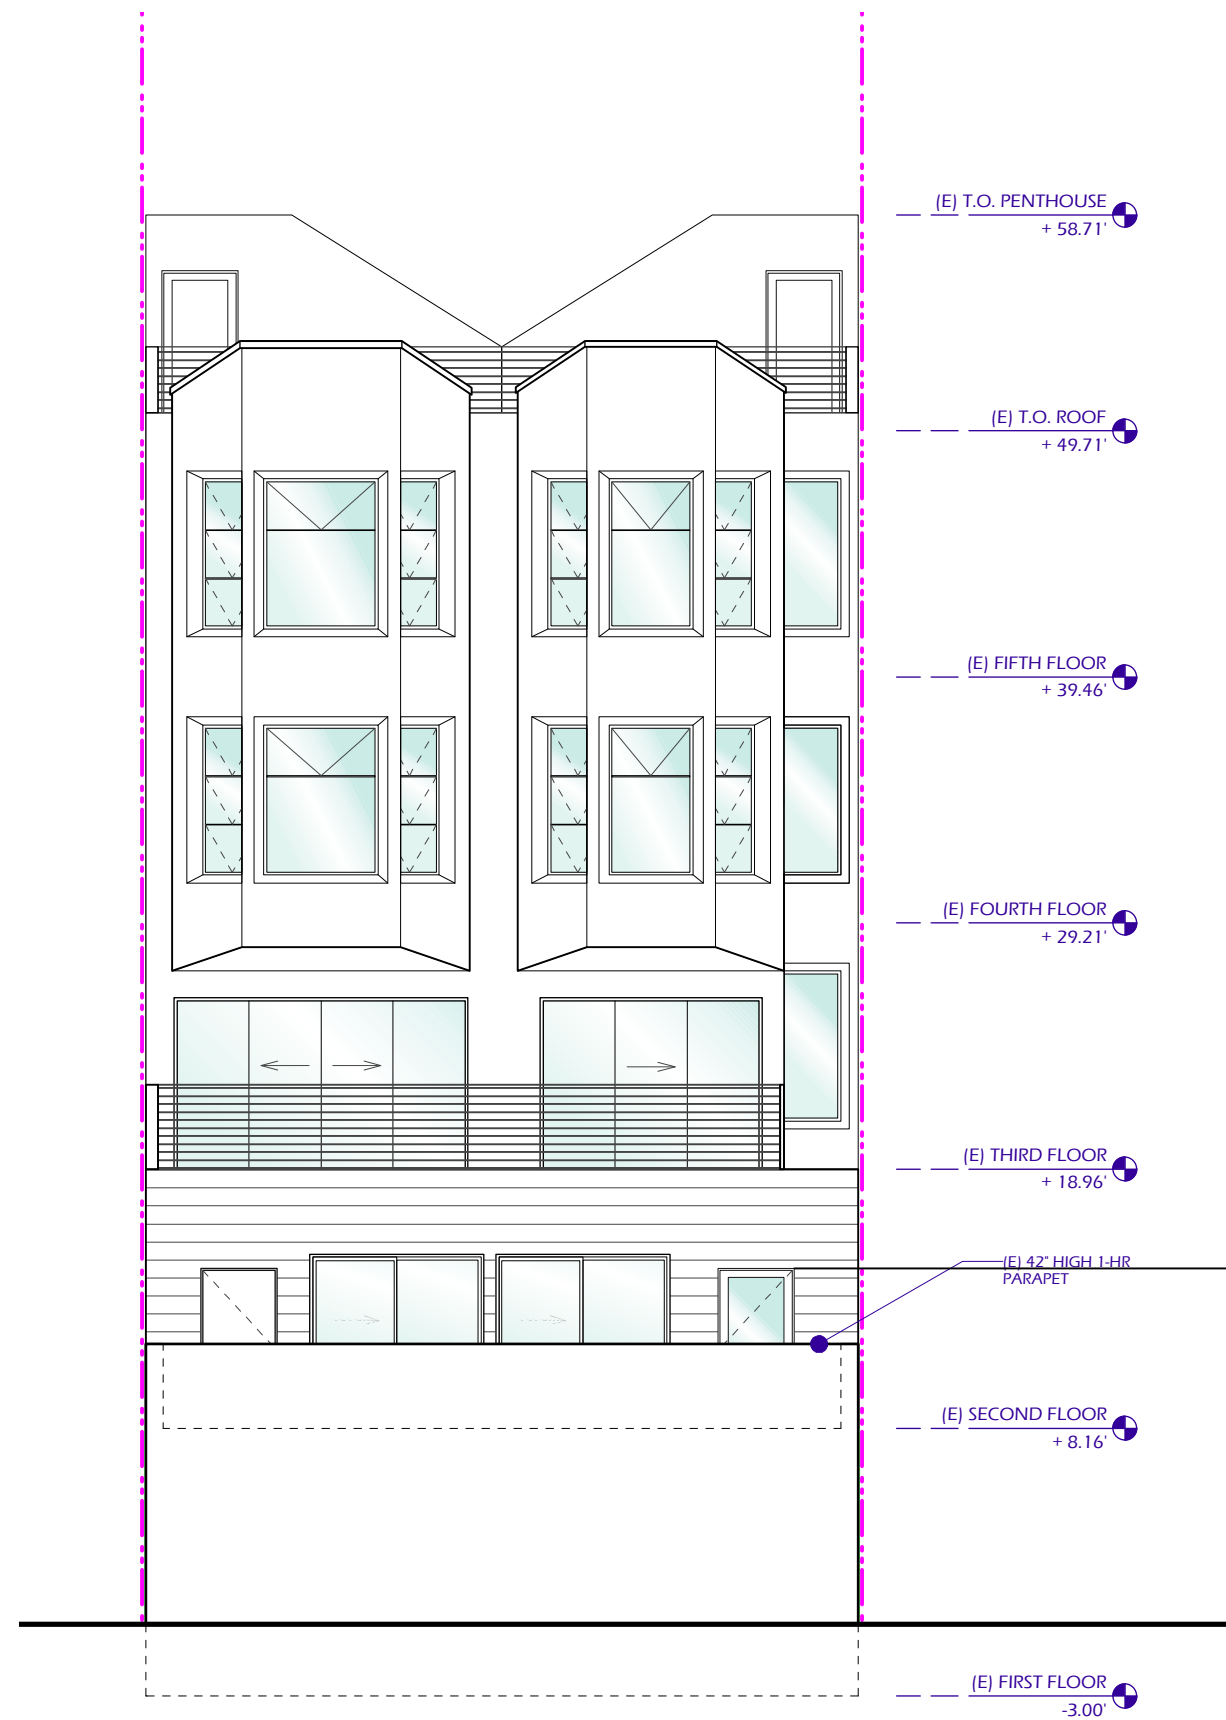 (E) T.O. PENTHOUSE
+ 58.71'
(E) T.O. ROOF
+ 49.71'
(E) FIFTH FLOOR
+ 39.46'
(E) FOURTH FLOOR
+ 29.21'
(E) THIRD FLOOR
+ 18.96'
(E) 42" HIGH 1-HR
PARAPET
(E) SECOND FLOOR
+ 8.16'
(E) FIRST FLOOR
-3.00'